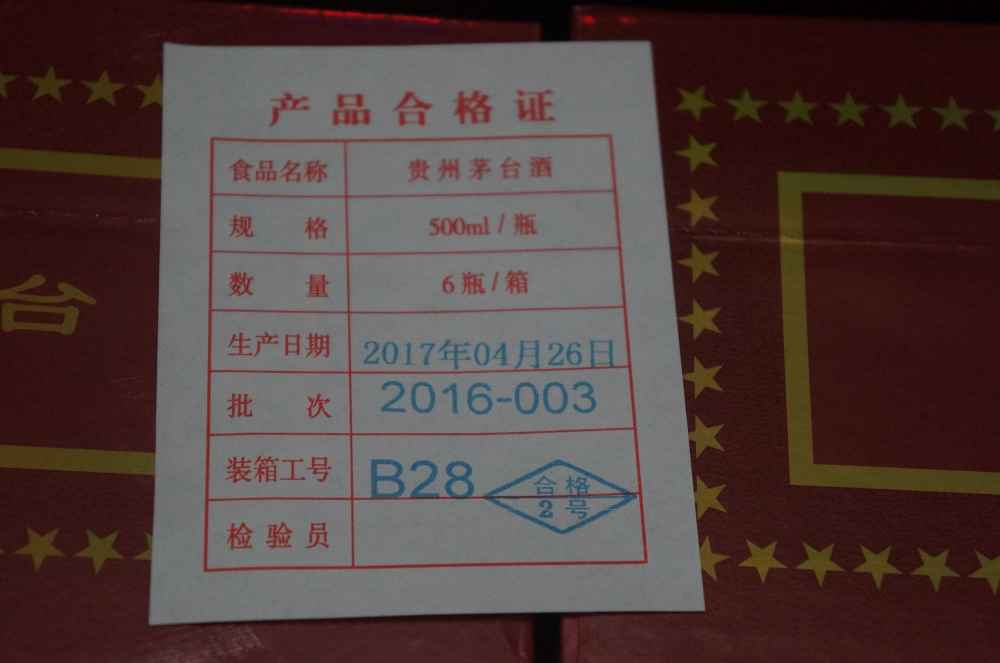 产品合格证
食品名称 贵州茅台酒
规 格 500ml / 瓶
数 量 6 瓶 / 箱
生产日期 2017年04月26日
批 次 2016-003
装箱工号 B28
合格
2 号
检 验 员
台